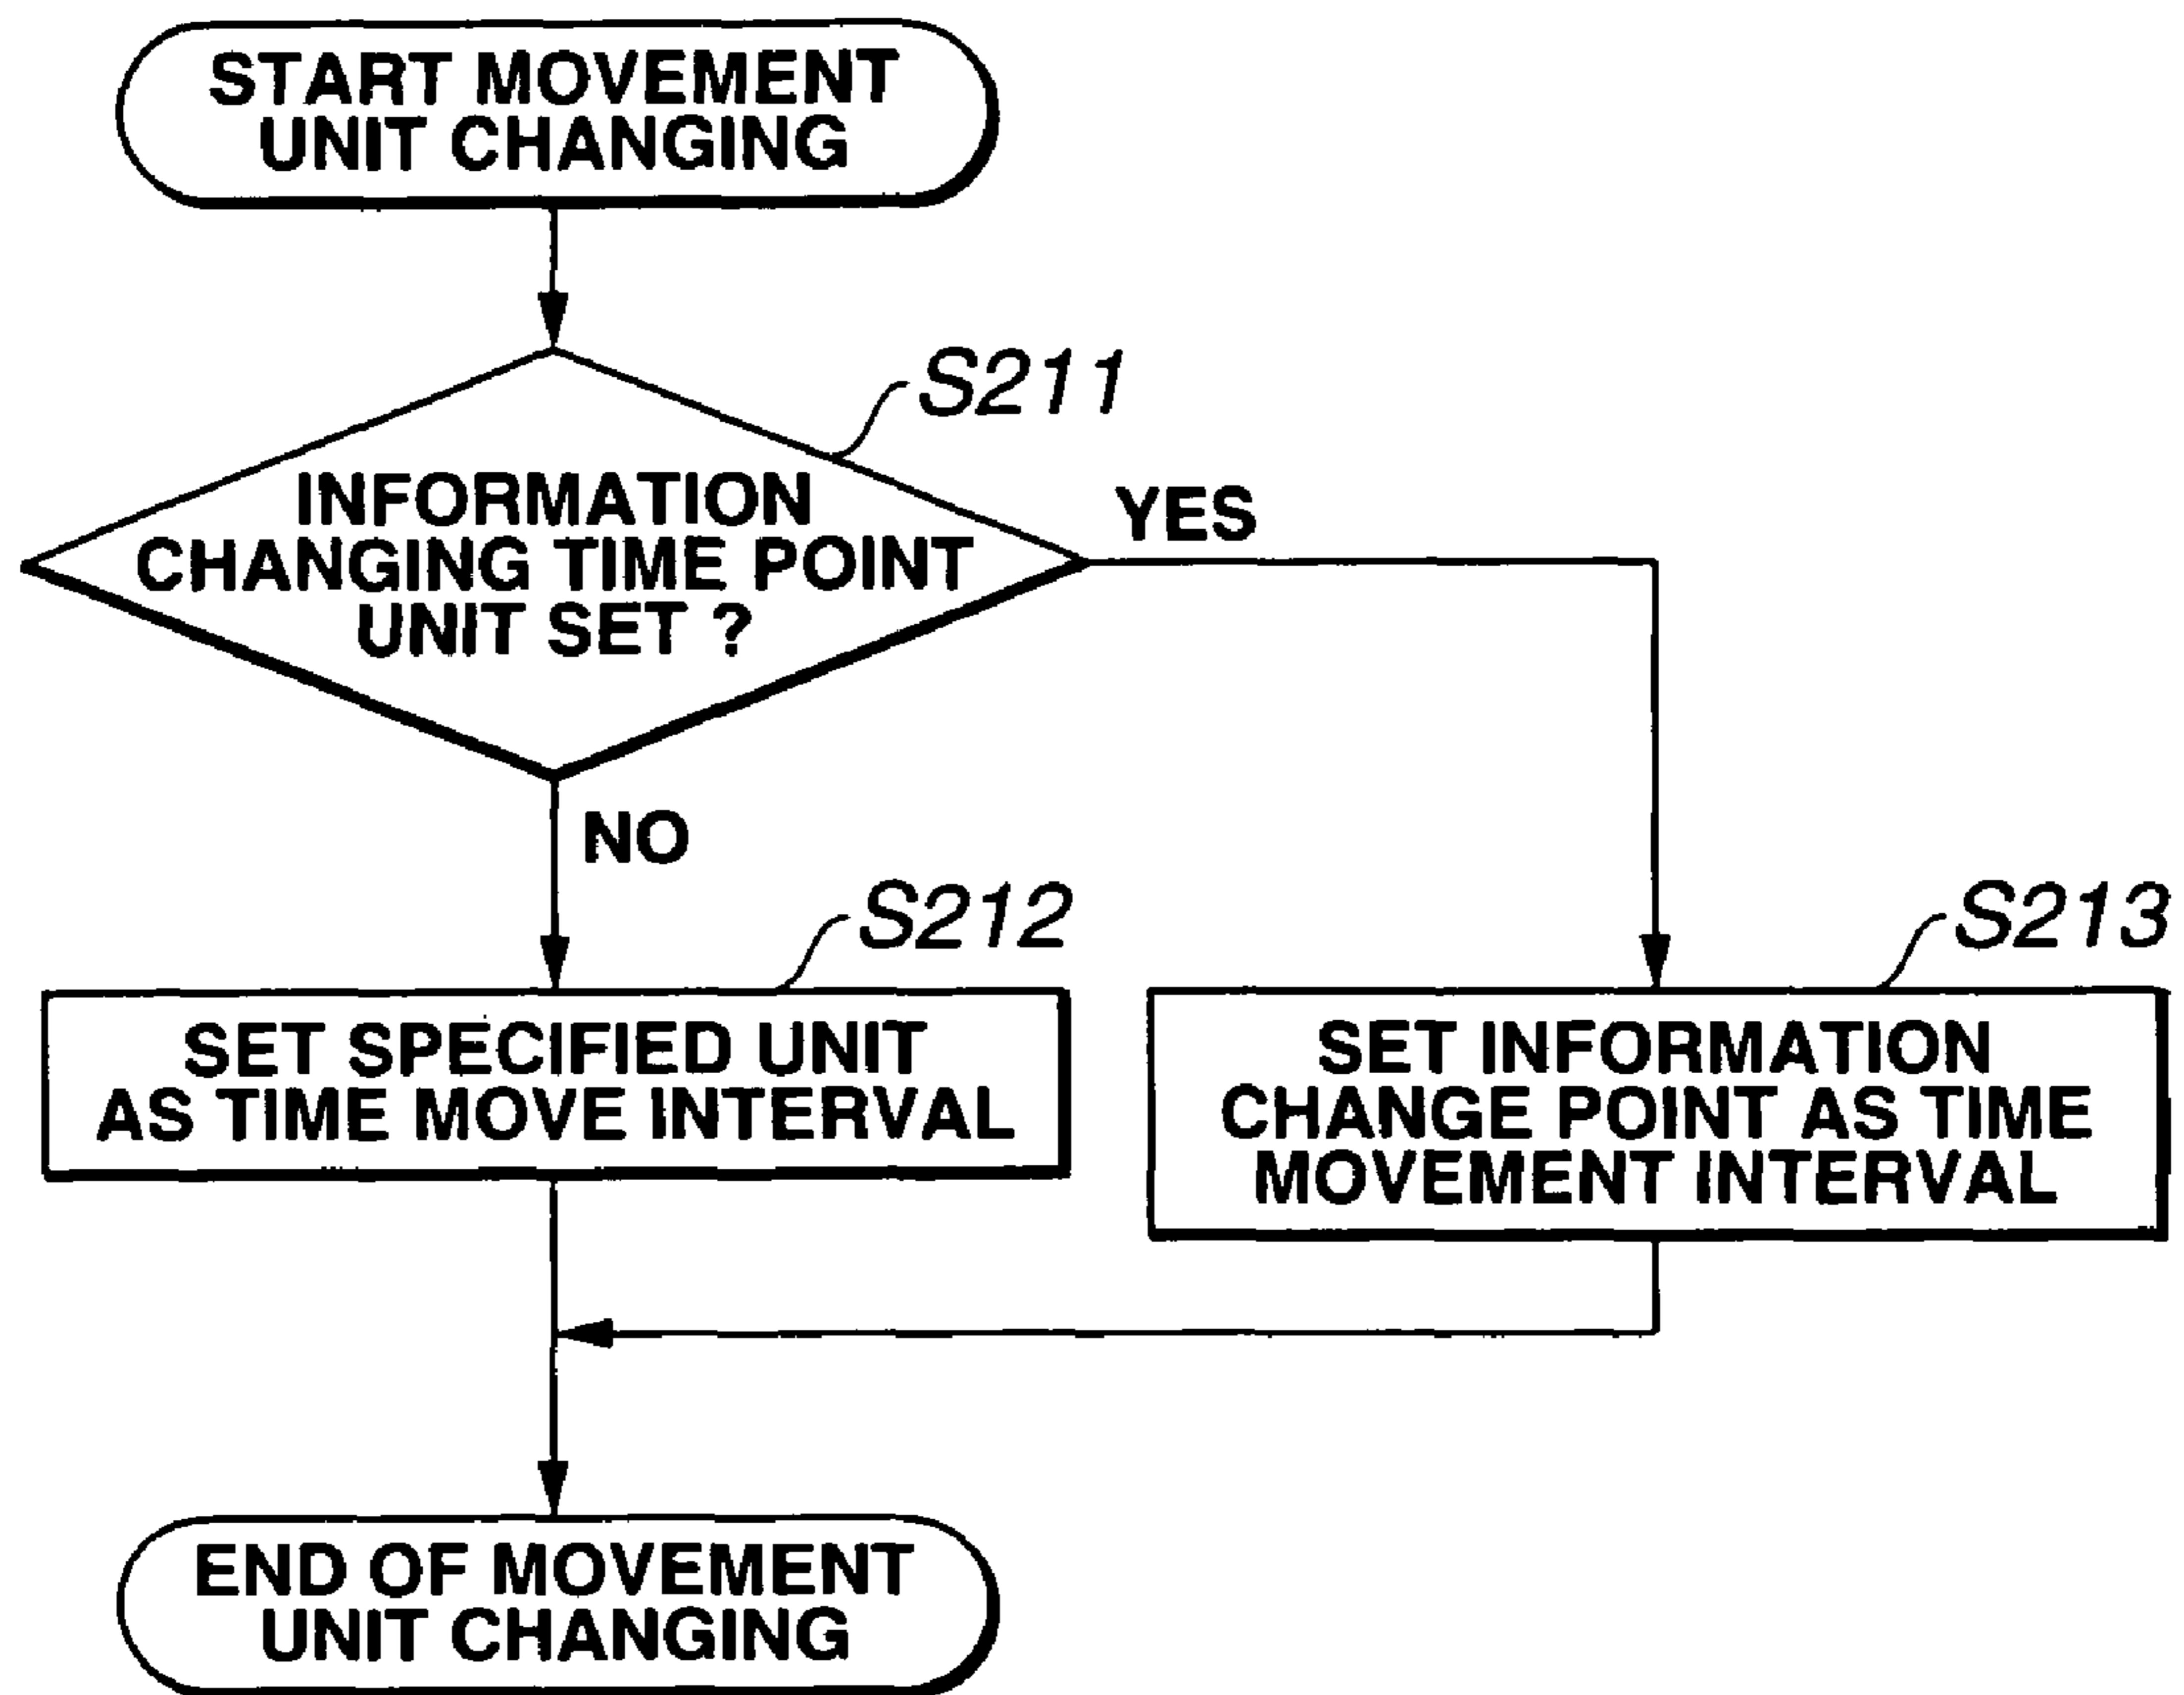 START MOVEMENT
UNIT CHANGING
S211
INFORMATION
CHANGING TIME POINT
UNIT SET ?
YES
NO
S212
SET SPECIFIED UNIT
AS TIME MOVE INTERVAL
S213
SET INFORMATION
CHANGE POINT AS TIME
MOVEMENT INTERVAL
END OF MOVEMENT
UNIT CHANGING